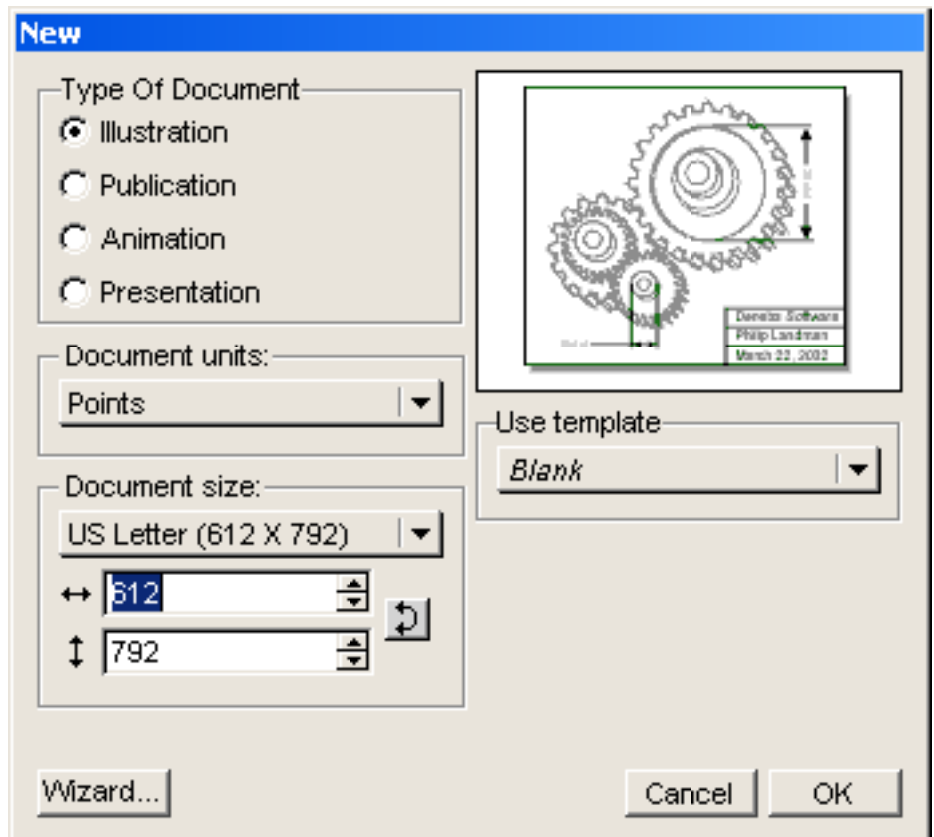 New
Type Of Document
Illustration
Publication
Animation
Presentation
Document units:
Points
Document size:
US Letter (612 X 792)
612
792
Deneba Software
Philip Landman
March 22, 2002
Use template
Blank
Wizard...
Cancel
OK